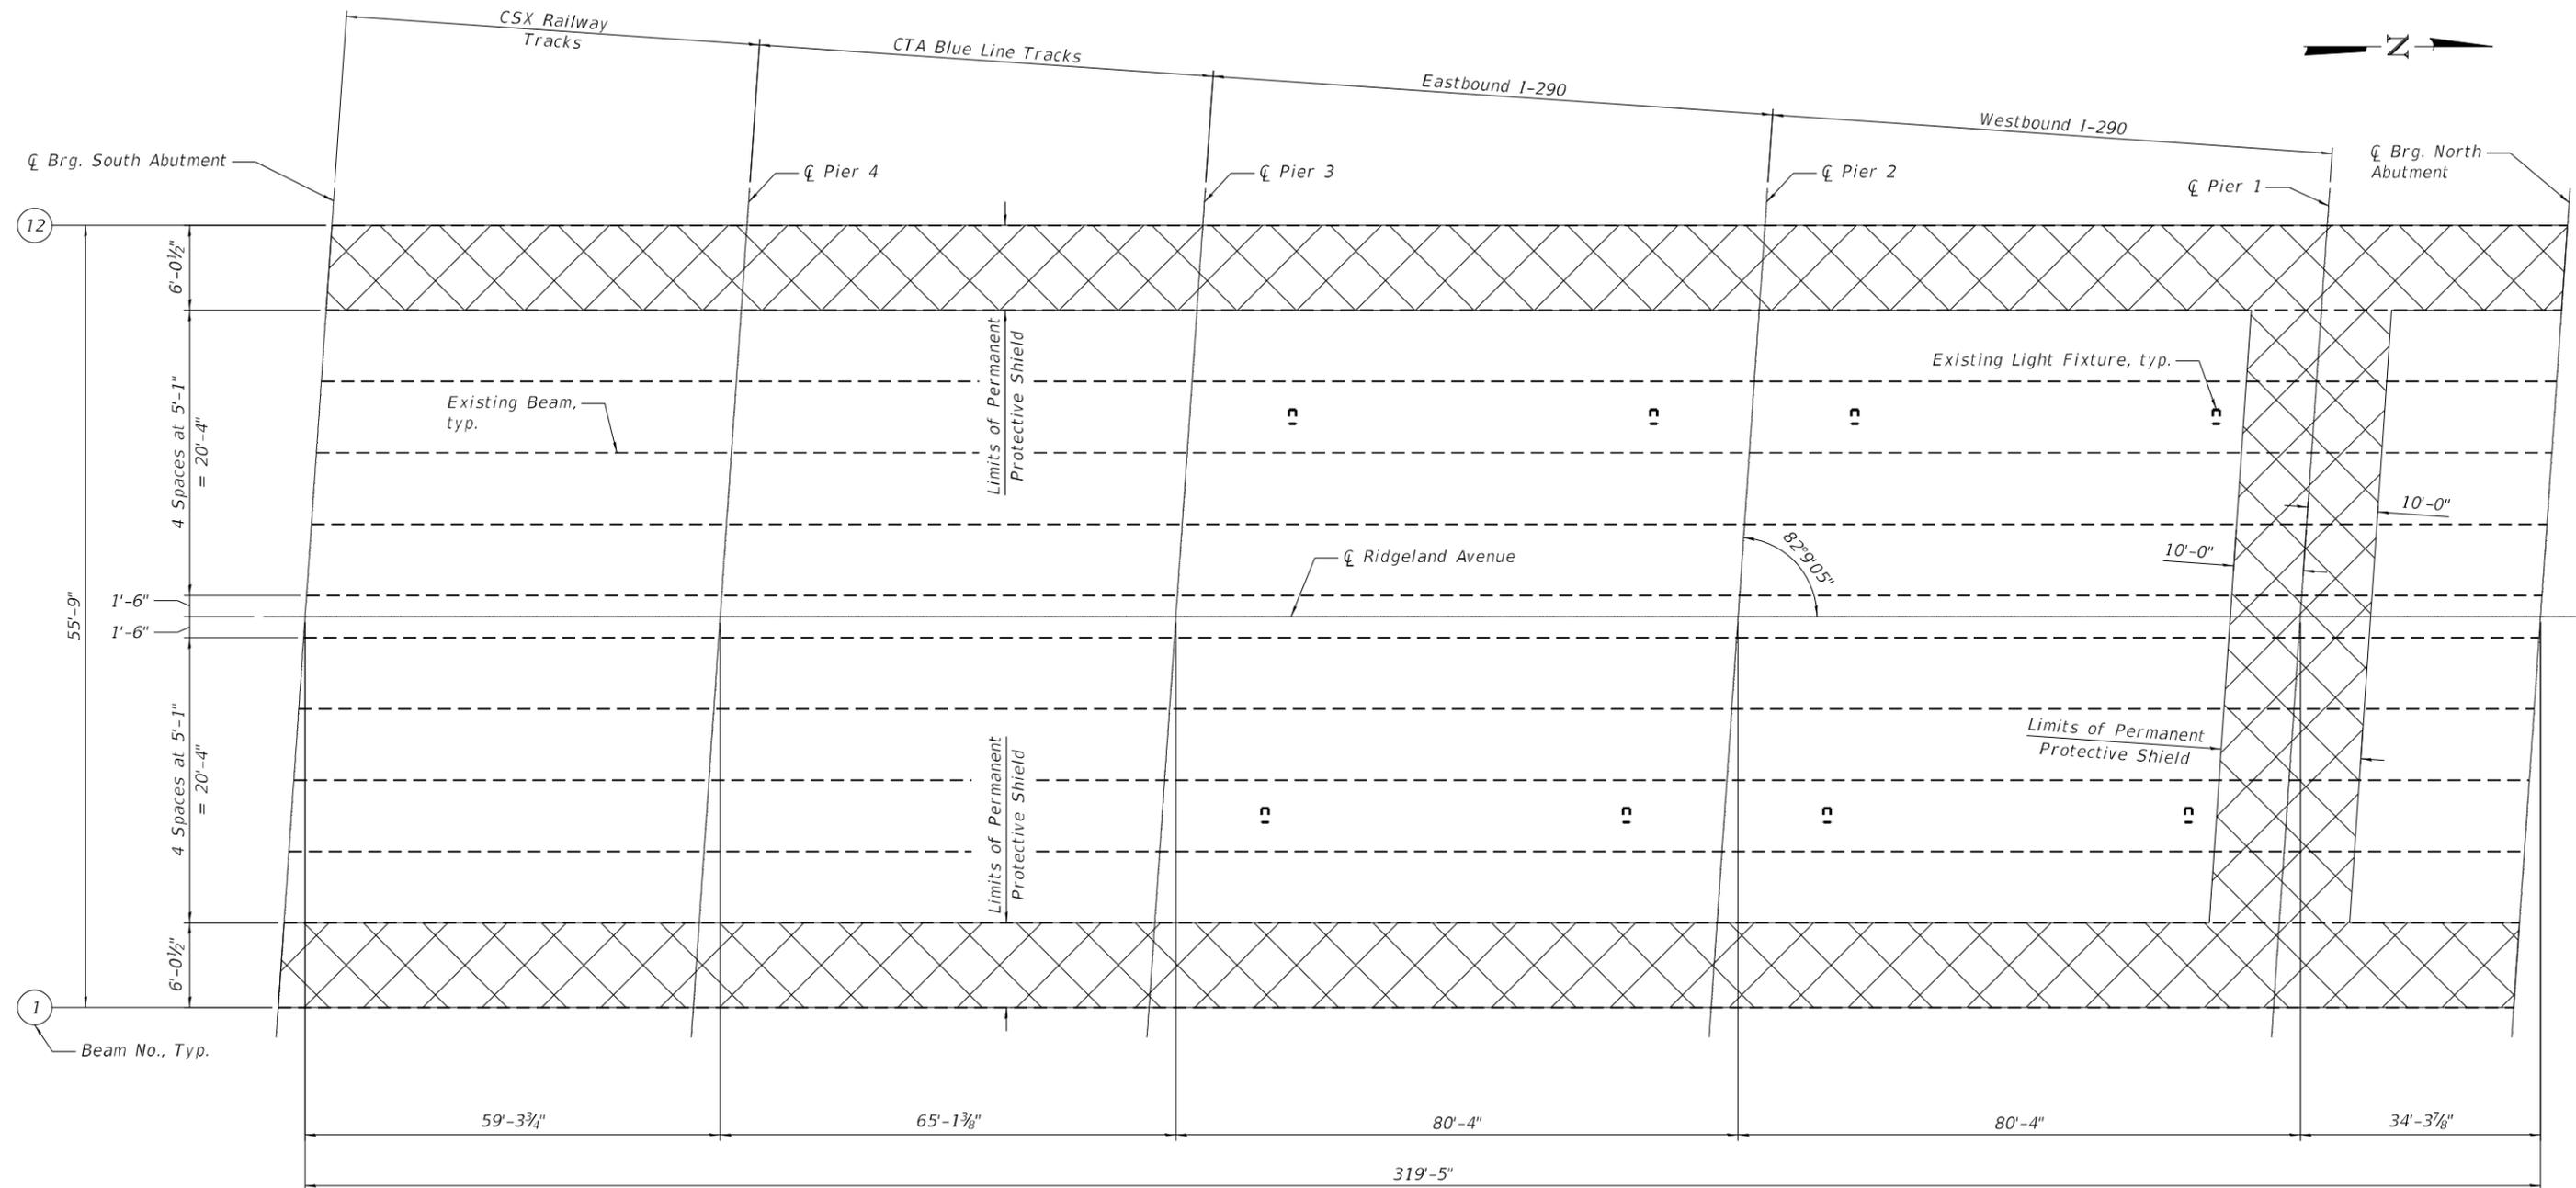 CSX Railway
Tracks
CTA Blue Line Tracks
Eastbound I-290
Westbound I-290
N
℄ Brg. South Abutment
℄ Pier 4
℄ Pier 3
℄ Pier 2
℄ Pier 1
℄ Brg. North
Abutment
12
6'-0½"
4 Spaces at 5'-1"
= 20'-4"
Limits of Permanent
Protective Shield
Existing Light Fixture, typ.
Existing Beam,
typ.
10'-0"
10'-0"
℄ Ridgeland Avenue
82°9'05"
55'-9"
1'-6"
1'-6"
4 Spaces at 5'-1"
= 20'-4"
Limits of Permanent
Protective Shield
Limits of Permanent
Protective Shield
6'-0½"
1
Beam No., Typ.
59'-3¾"
65'-1⅜"
80'-4"
80'-4"
34'-3⅞"
319'-5"